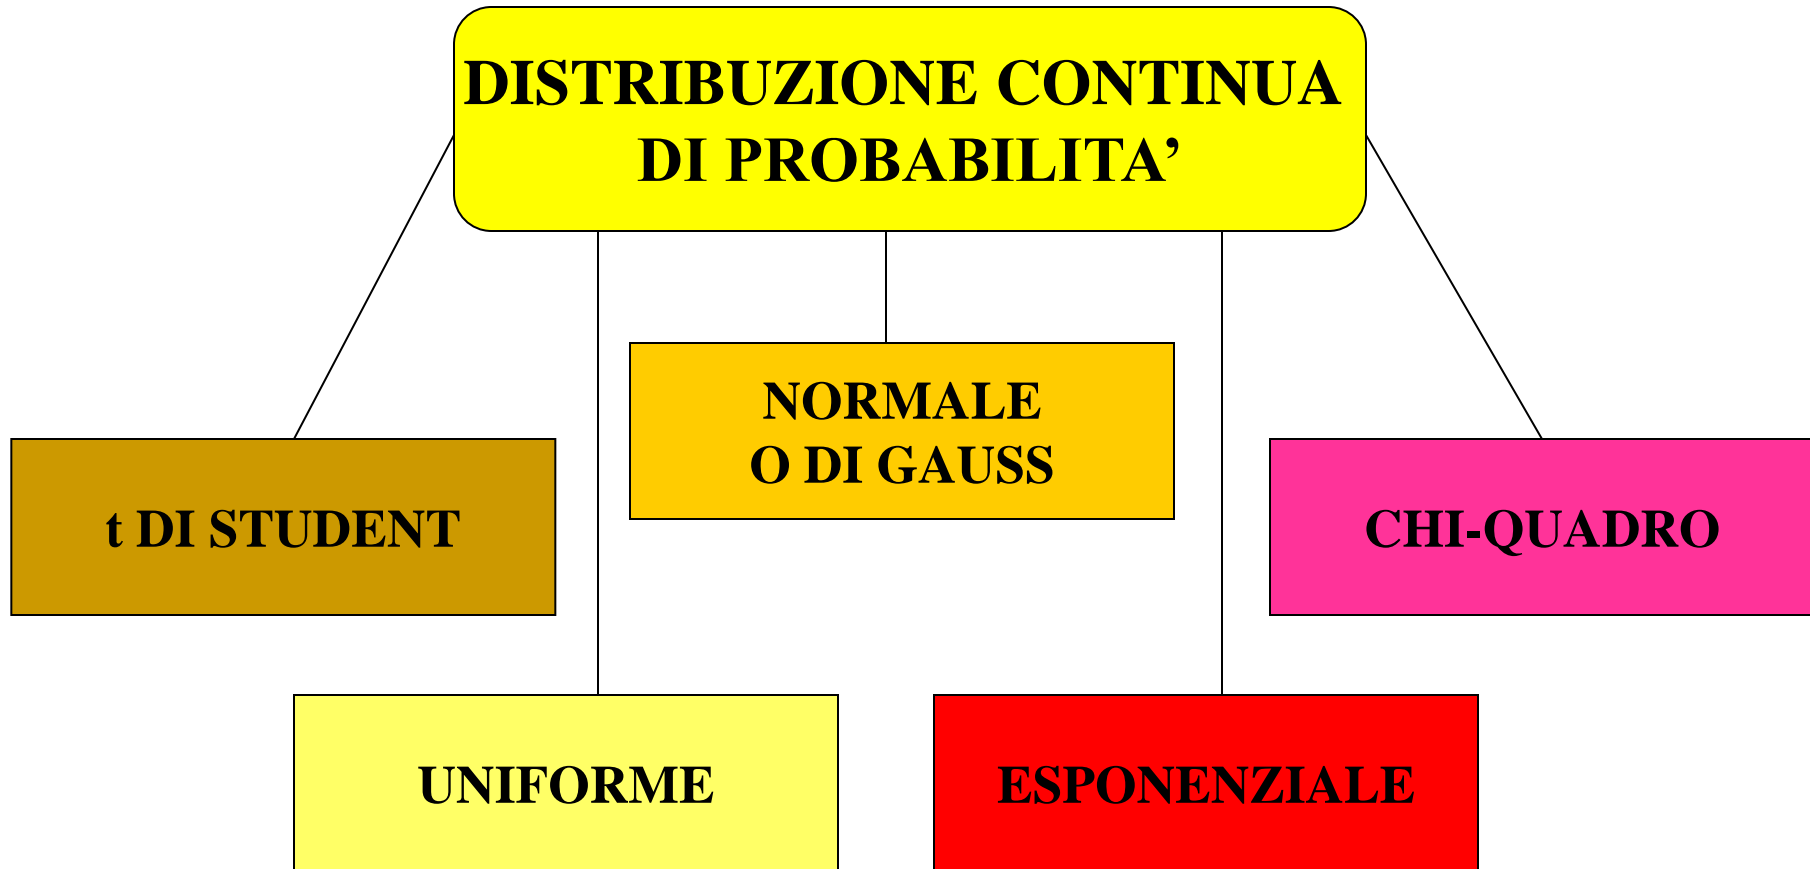 DISTRIBUZIONE CONTINUA
DI PROBABILITA’
NORMALE
O DI GAUSS
t DI STUDENT
CHI-QUADRO
UNIFORME
ESPONENZIALE